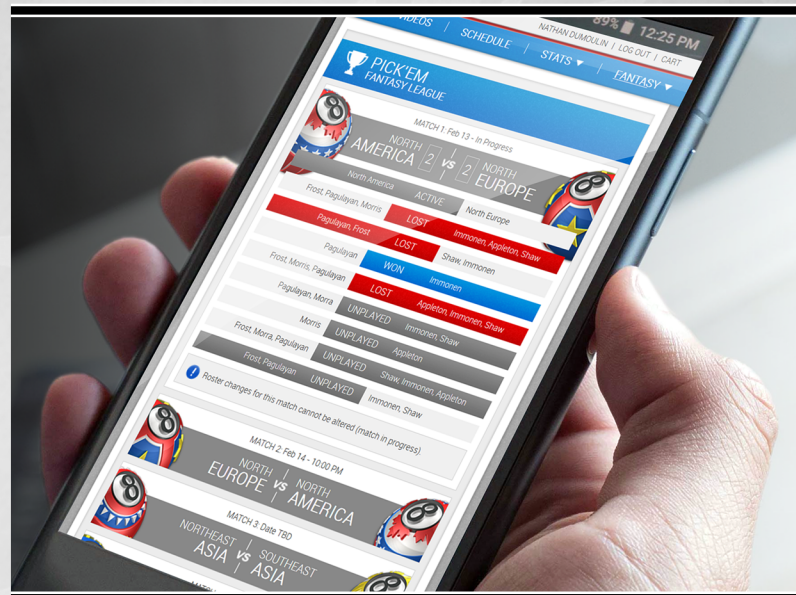 89% 12:25 PM
NATHAN DUMOULIN | LOG OUT | CART
VIDEOS | SCHEDULE | STATS ▼ | FANTASY ▼
PICK'EM
FANTASY LEAGUE
MATCH 1: Feb 13 - In Progress
NORTH AMERICA 2 vs 2 NORTH EUROPE
North America ACTIVE North Europe
Frost, Pagulayan, Morris LOST Immonen, Appleton, Shaw
Pagulayan, Frost LOST Shaw, Immonen
Pagulayan WON Immonen
Frost, Morris, Pagulayan LOST Appleton, Immonen, Shaw
Pagulayan, Morra UNPLAYED Immonen, Shaw
Morris UNPLAYED Appleton
Frost, Morra, Pagulayan UNPLAYED Shaw, Immonen, Appleton
Frost, Pagulayan UNPLAYED Immonen, Shaw
! Roster changes for this match cannot be altered (match in progress)
MATCH 2: Feb 14 - 10:00 PM
NORTH EUROPE vs NORTH AMERICA
MATCH 3: Date TBD
NORTHEAST ASIA vs SOUTHEAST ASIA